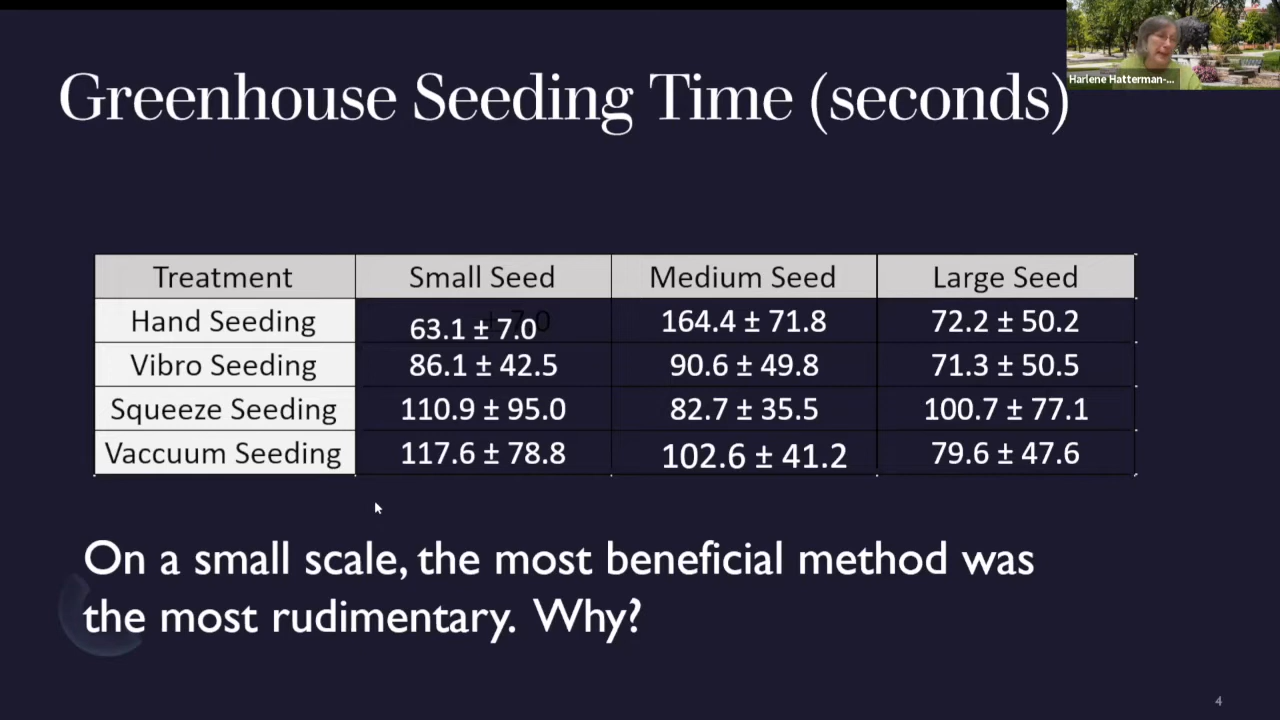 Harlene Hatterman-...
Greenhouse Seeding Time (seconds)
Treatment Small Seed Medium Seed Large Seed
Hand Seeding 63.1 ± 7.0 164.4 ± 71.8 72.2 ± 50.2
Vibro Seeding 86.1 ± 42.5 90.6 ± 49.8 71.3 ± 50.5
Squeeze Seeding 110.9 ± 95.0 82.7 ± 35.5 100.7 ± 77.1
Vaccuum Seeding 117.6 ± 78.8 102.6 ± 41.2 79.6 ± 47.6
On a small scale, the most beneficial method was
the most rudimentary. Why?
4